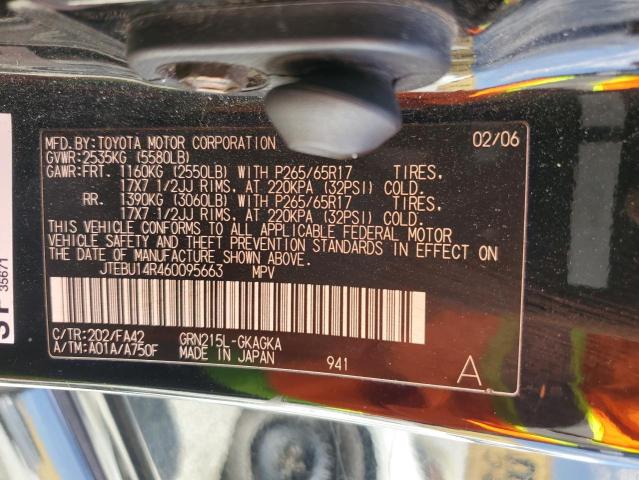 MFD.BY:TOYOTA MOTOR CORPORATION 02/06
GVWR:2535KG (5580LB)
GAWR:FRT. 1160KG (2550LB) WITH P265/65R17 TIRES,
17X7 1/2JJ RIMS, AT 220KPA (32PSI) COLD.
RR. 1390KG (3060LB) WITH P265/65R17 TIRES,
17X7 1/2JJ RIMS, AT 220KPA (32PSI) COLD.
THIS VEHICLE CONFORMS TO ALL APPLICABLE FEDERAL MOTOR
VEHICLE SAFETY AND THEFT PREVENTION STANDARDS IN EFFECT ON
THE DATE OF MANUFACTURE SHOWN ABOVE.
JTEBU14R460095663 MPV
C/TR:202/FA42 GRN215L-GKAGKA
A/TM:A01A/A750F MADE IN JAPAN 941 A
35671